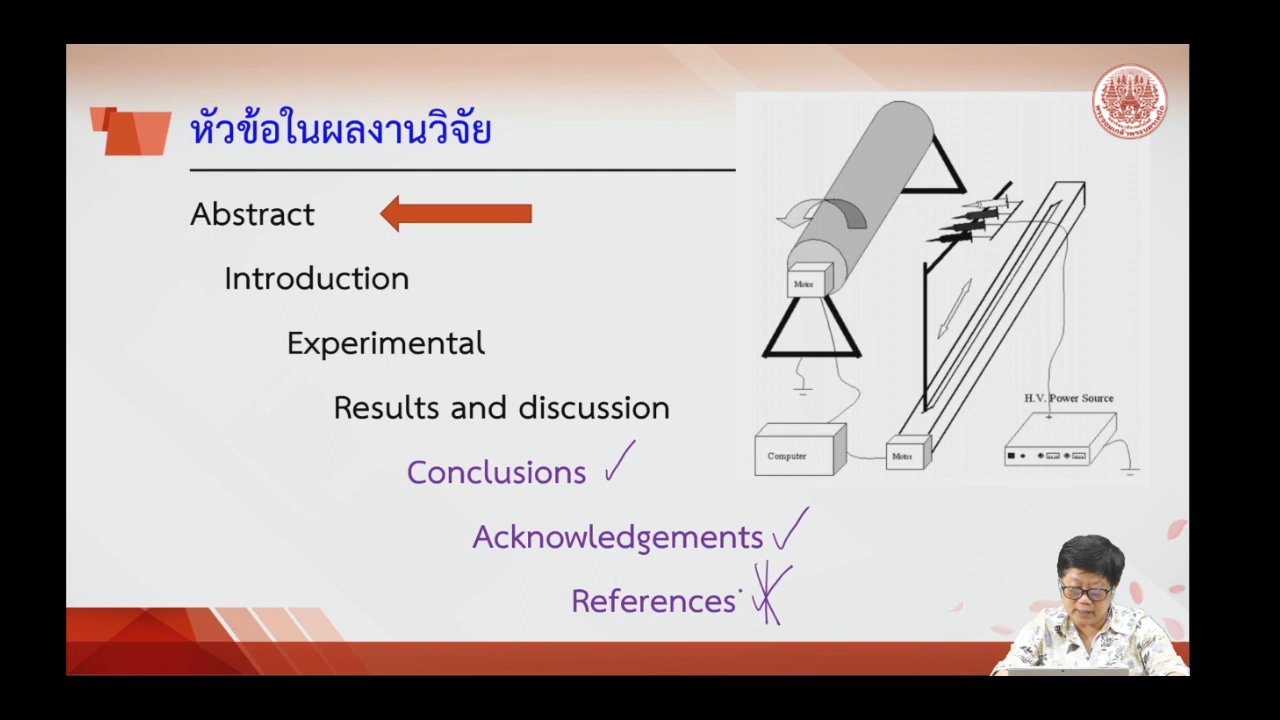 หัวข้อในผลงานวิจัย
Abstract
Introduction
Experimental
Results and discussion
Conclusions
Acknowledgements
References
Motor
H.V. Power Source
Computer
Motor